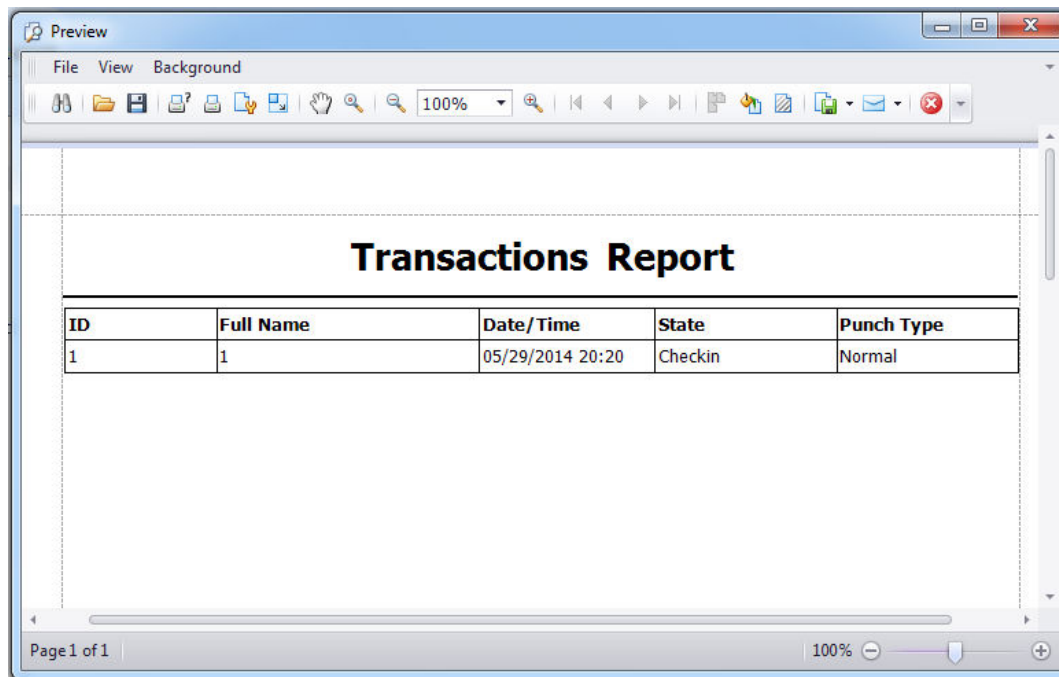 Preview
File View Background
100%
Transactions Report
ID Full Name Date/Time State Punch Type
1 1 05/29/2014 20:20 Checkin Normal
Page 1 of 1 100%